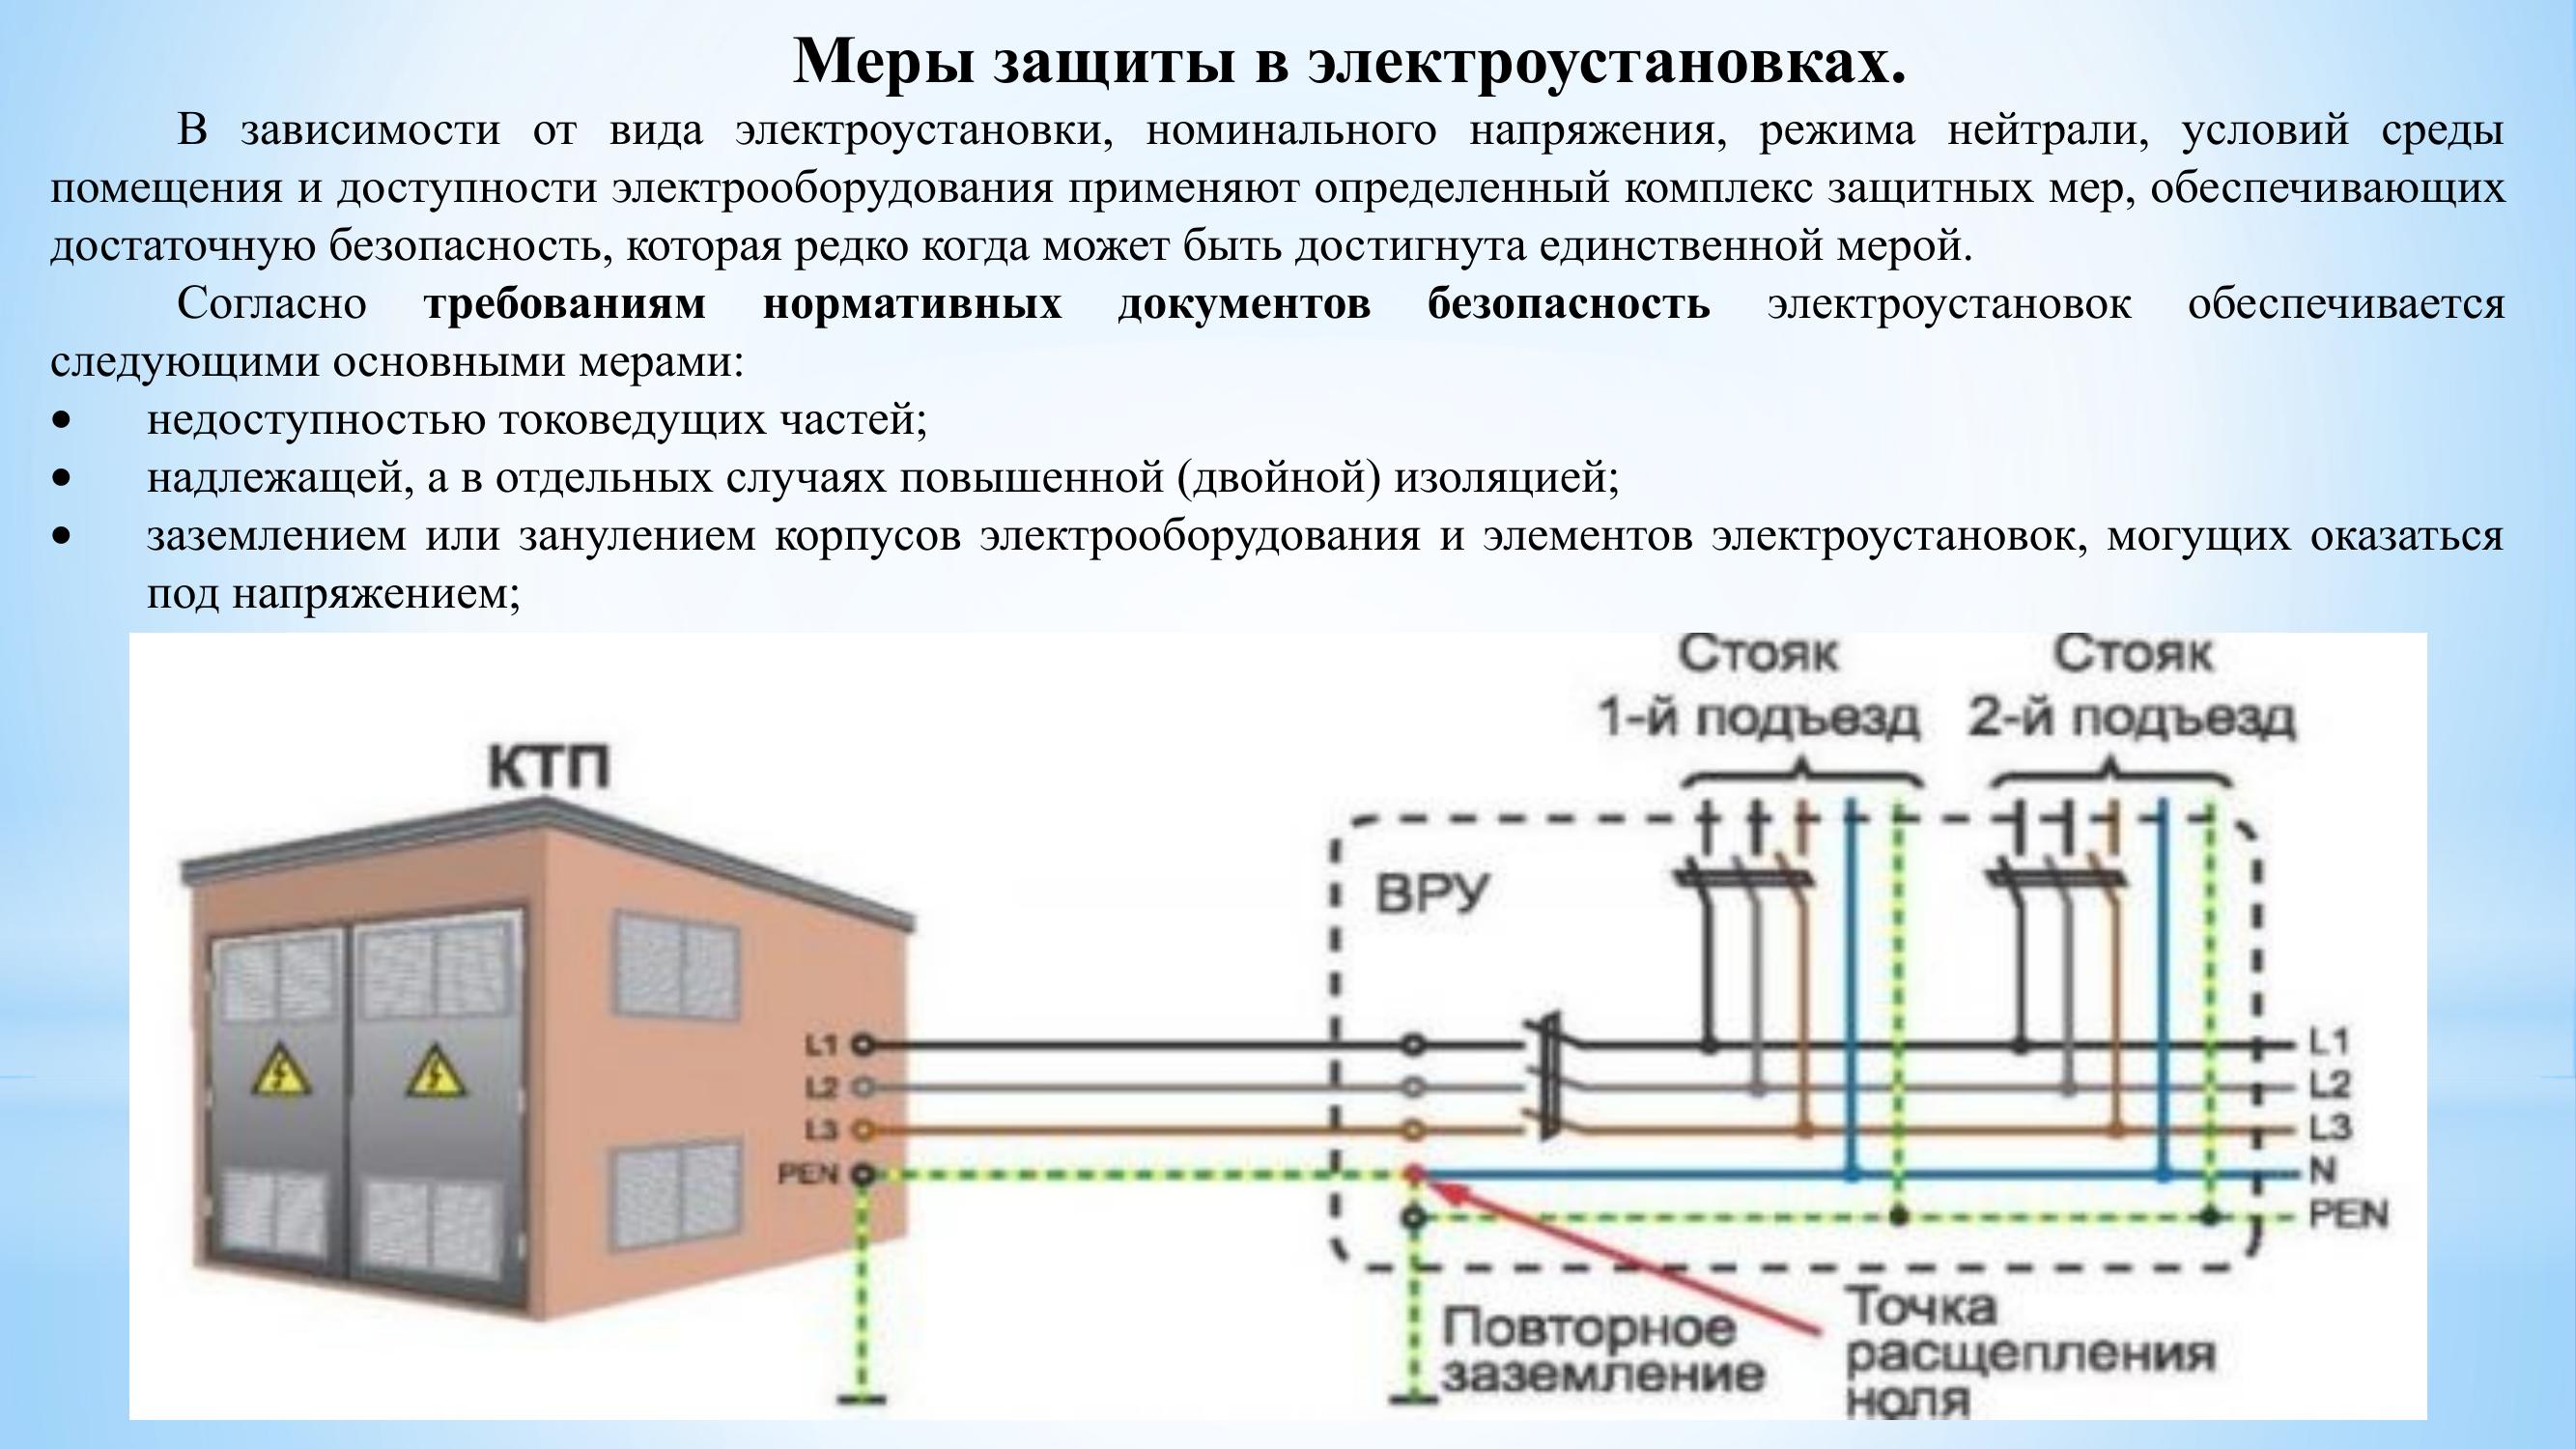 Меры защиты в электроустановках.
В зависимости от вида электроустановки, номинального напряжения, режима нейтрали, условий среды
помещения и доступности электрооборудования применяют определенный комплекс защитных мер, обеспечивающих
достаточную безопасность, которая редко когда может быть достигнута единственной мерой.
Согласно требованиям нормативных документов безопасность электроустановок обеспечивается
следующими основными мерами:
• недоступностью токоведущих частей;
• надлежащей, а в отдельных случаях повышенной (двойной) изоляцией;
• заземлением или занулением корпусов электрооборудования и элементов электроустановок, могущих оказаться
под напряжением;
Стояк
1-й подъезд
Стояк
2-й подъезд
КТП
ВРУ
L1
L2
L3
PEN
L1
L2
L3
N
PEN
Повторное
заземление
Точка
расщепления
ноля